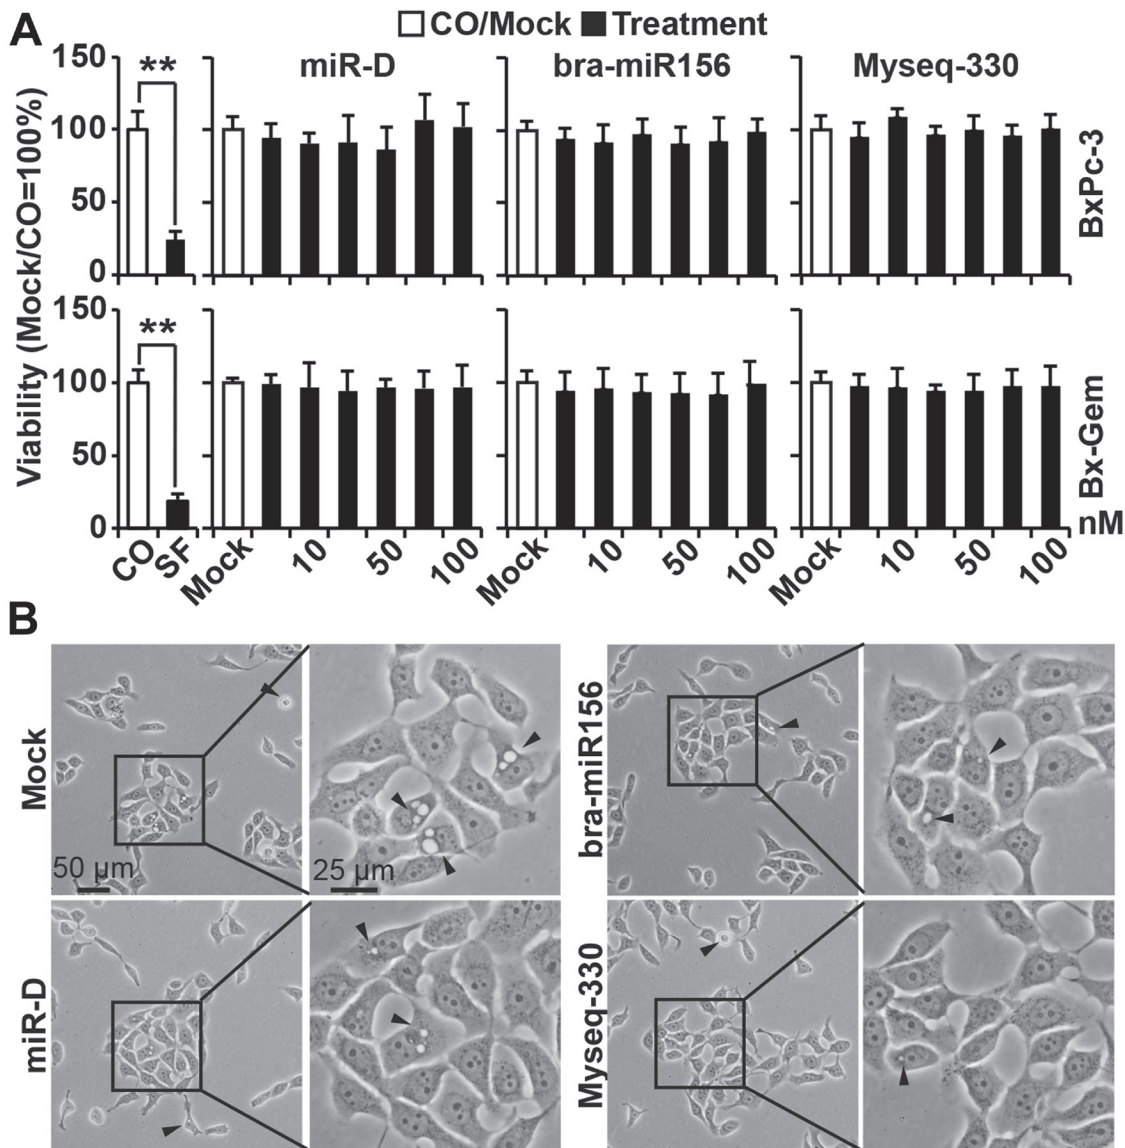 A
CO/Mock Treatment
miR-D bra-miR156 Myseq-330
Viability (Mock/CO=100%)
150
100
50
0
**
BxPc-3
150
100
50
0
**
Bx-Gem
nM
CO SF Mock 10 50 100 Mock 10 50 100 Mock 10 50 100
B
Mock
50 µm
25 µm
bra-miR156
miR-D
Myseq-330